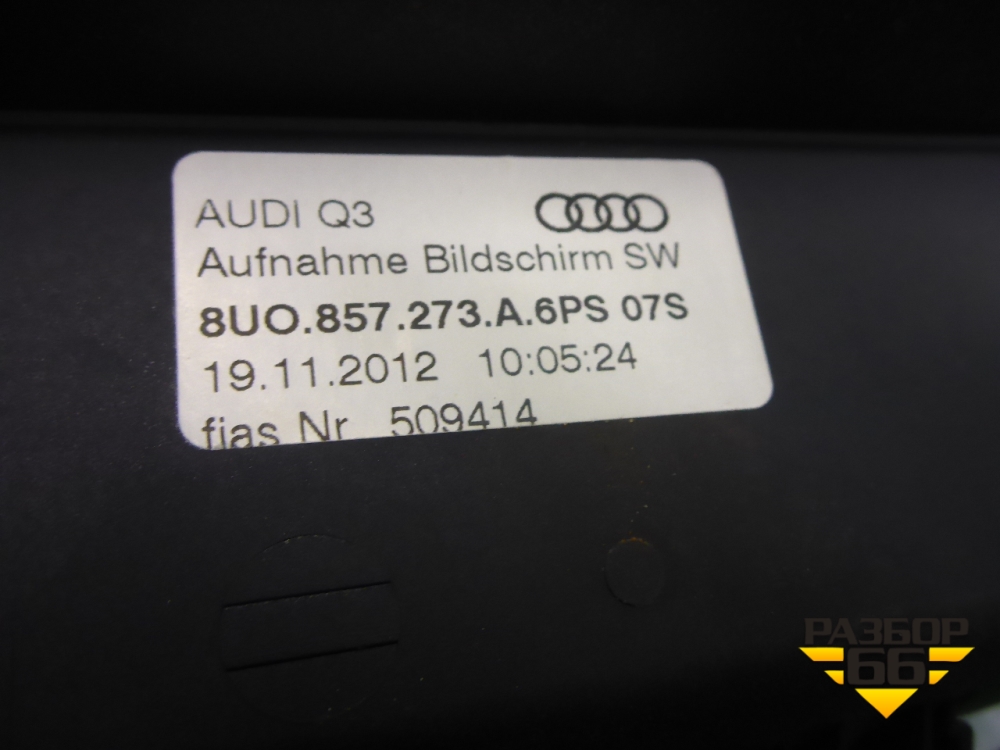 AUDI Q3
Aufnahme Bildschirm SW
8UO.857.273.A.6PS 07S
19.11.2012 10:05:24
fjas Nr 509414
РАЗБОР
66